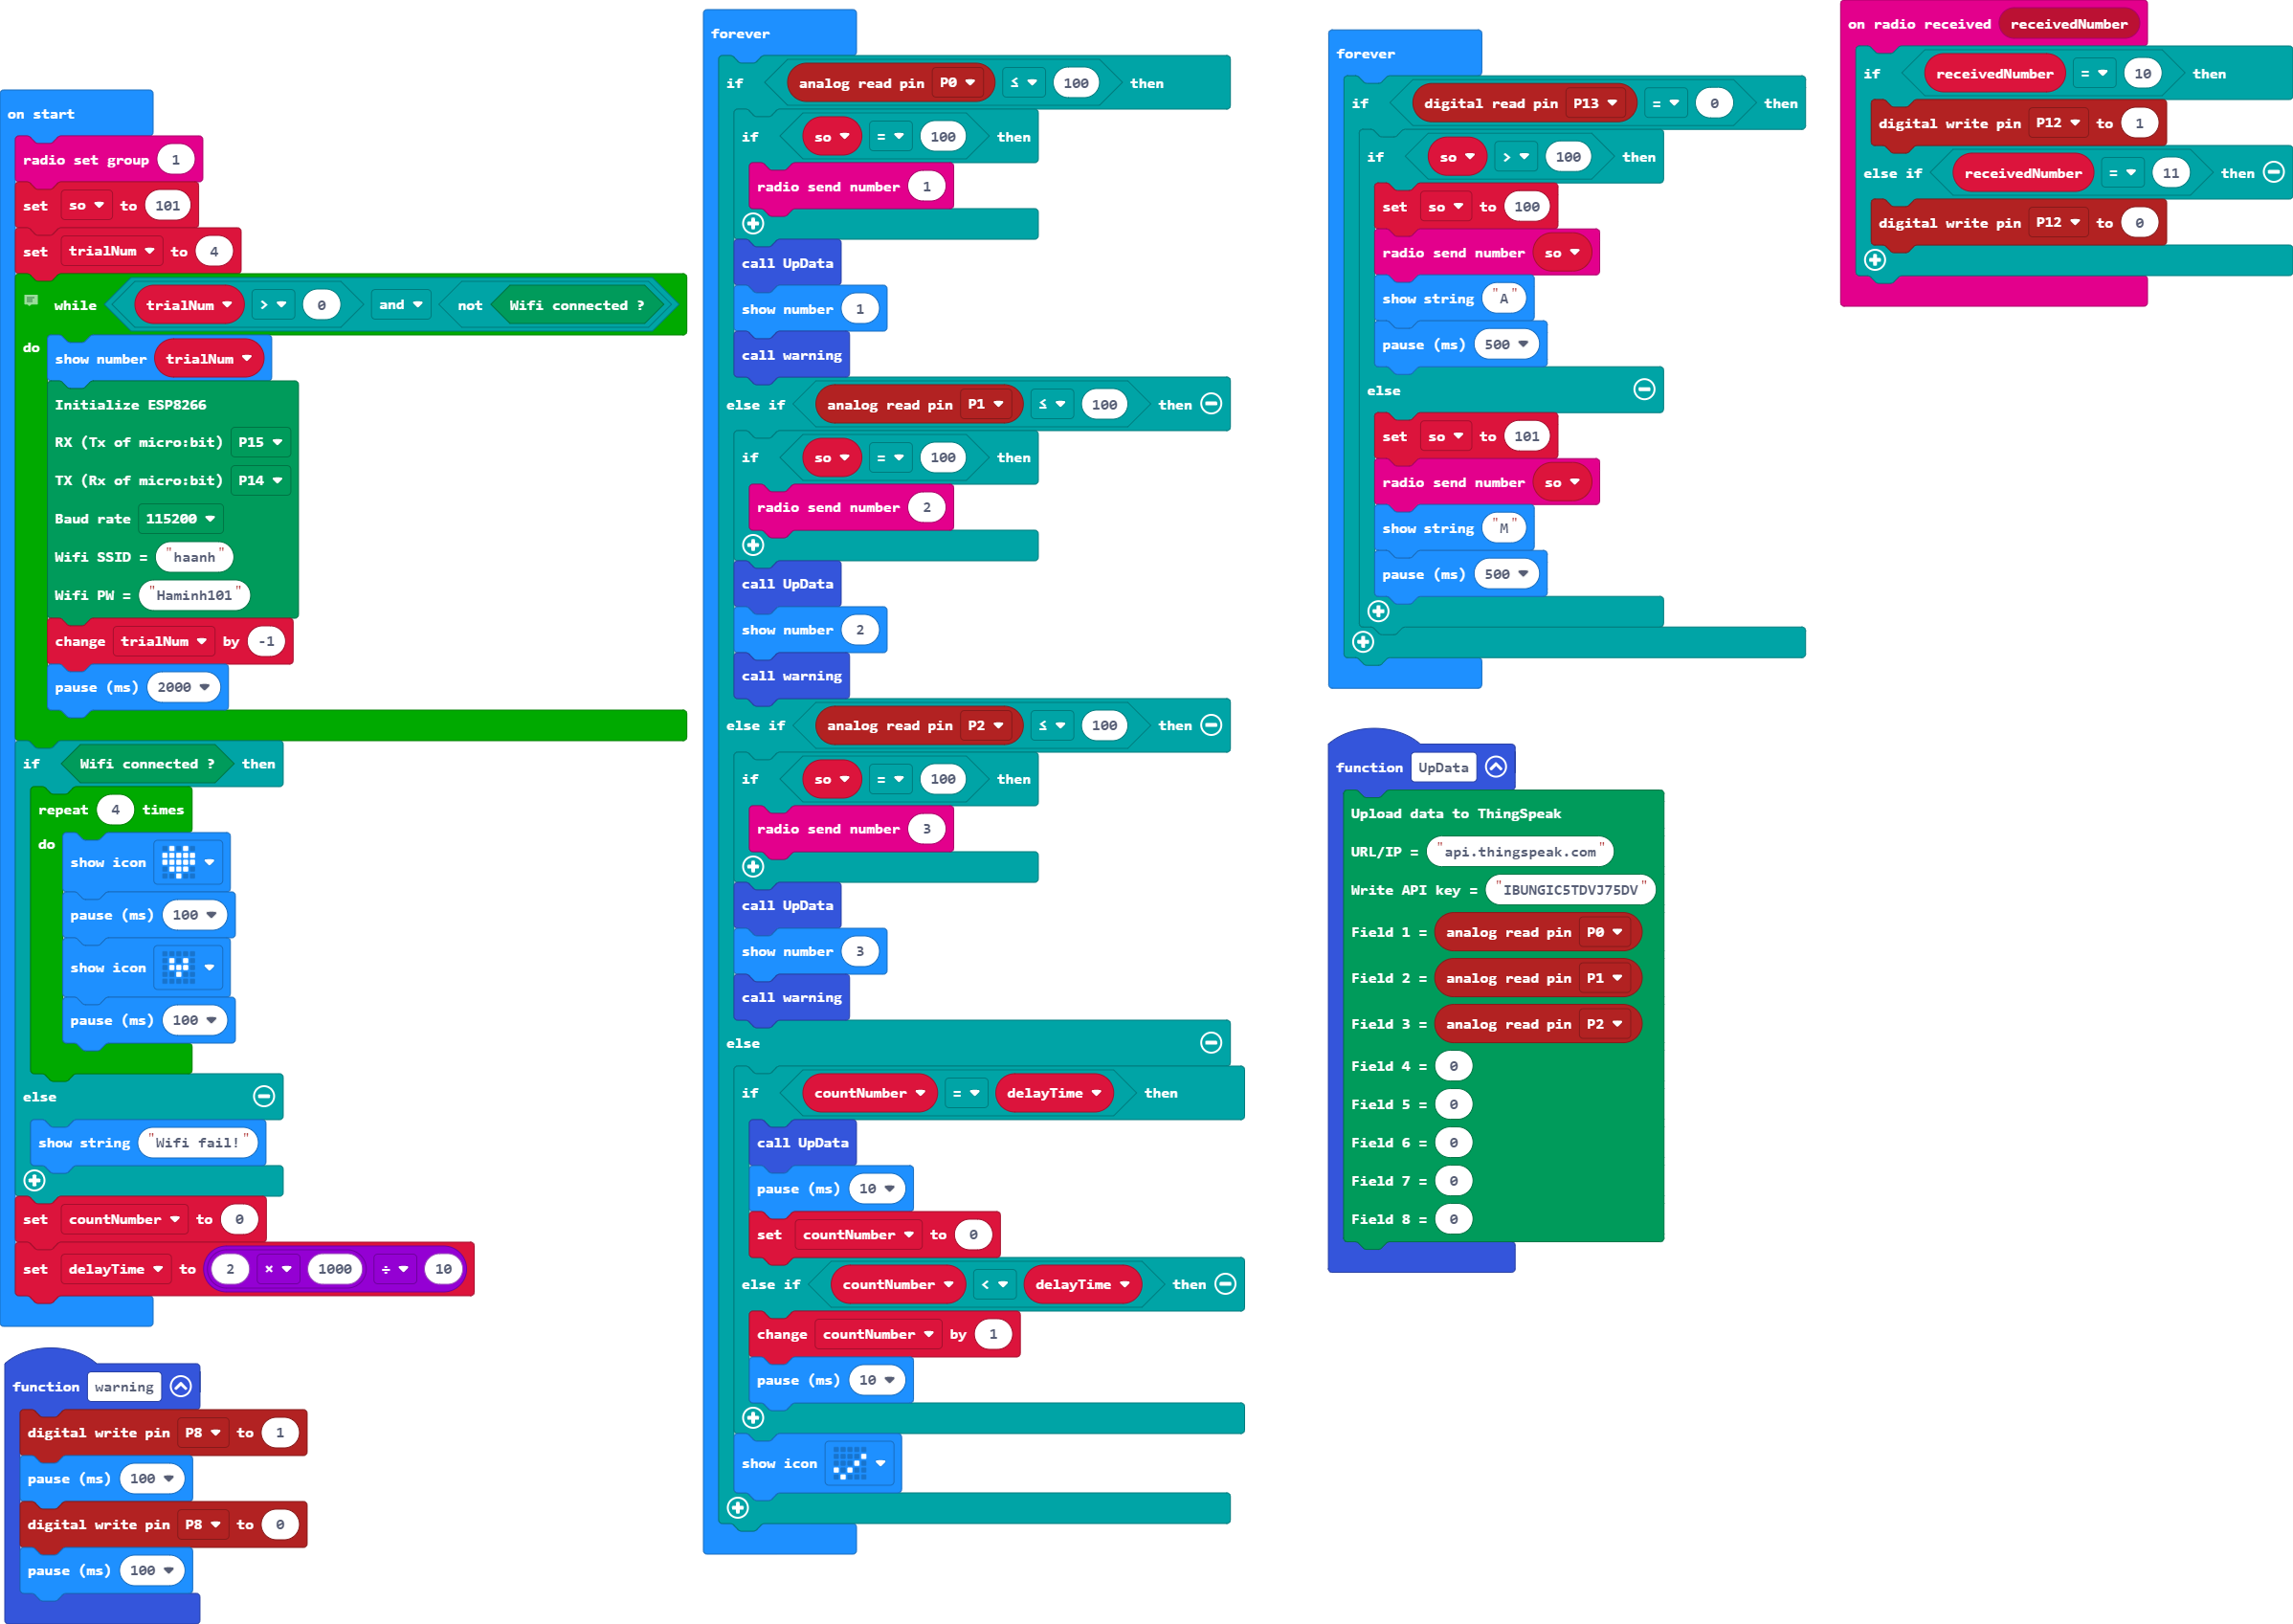 on start
radio set group 1
set so to 101
set trialNum to 4
while trialNum > 0 and not Wifi connected ?
do
show number trialNum
Initialize ESP8266
RX (Tx of micro:bit) P15
TX (Rx of micro:bit) P14
Baud rate 115200
Wifi SSID = "haanh"
Wifi PW = "Haminh101"
change trialNum by -1
pause (ms) 2000
if Wifi connected ? then
repeat 4 times
do
show icon
pause (ms) 100
show icon
pause (ms) 100
else
show string "Wifi fail!"
set countNumber to 0
set delayTime to 2 × 1000 ÷ 10
function warning
digital write pin P8 to 1
pause (ms) 100
digital write pin P8 to 0
pause (ms) 100
forever
if analog read pin P0 ≤ 100 then
if so = 100 then
radio send number 1
call UpData
show number 1
call warning
else if analog read pin P1 ≤ 100 then
if so = 100 then
radio send number 2
call UpData
show number 2
call warning
else if analog read pin P2 ≤ 100 then
if so = 100 then
radio send number 3
call UpData
show number 3
call warning
else
if countNumber = delayTime then
call UpData
pause (ms) 10
set countNumber to 0
else if countNumber < delayTime then
change countNumber by 1
pause (ms) 10
show icon
forever
if digital read pin P13 = 0 then
if so > 100 then
set so to 100
radio send number so
show string "A"
pause (ms) 500
else
set so to 101
radio send number so
show string "M"
pause (ms) 500
function UpData
Upload data to ThingSpeak
URL/IP = "api.thingspeak.com"
Write API key = "IBUNGIC5TDVJ75DV"
Field 1 = analog read pin P0
Field 2 = analog read pin P1
Field 3 = analog read pin P2
Field 4 = 0
Field 5 = 0
Field 6 = 0
Field 7 = 0
Field 8 = 0
on radio received receivedNumber
if receivedNumber = 10 then
digital write pin P12 to 1
else if receivedNumber = 11 then
digital write pin P12 to 0